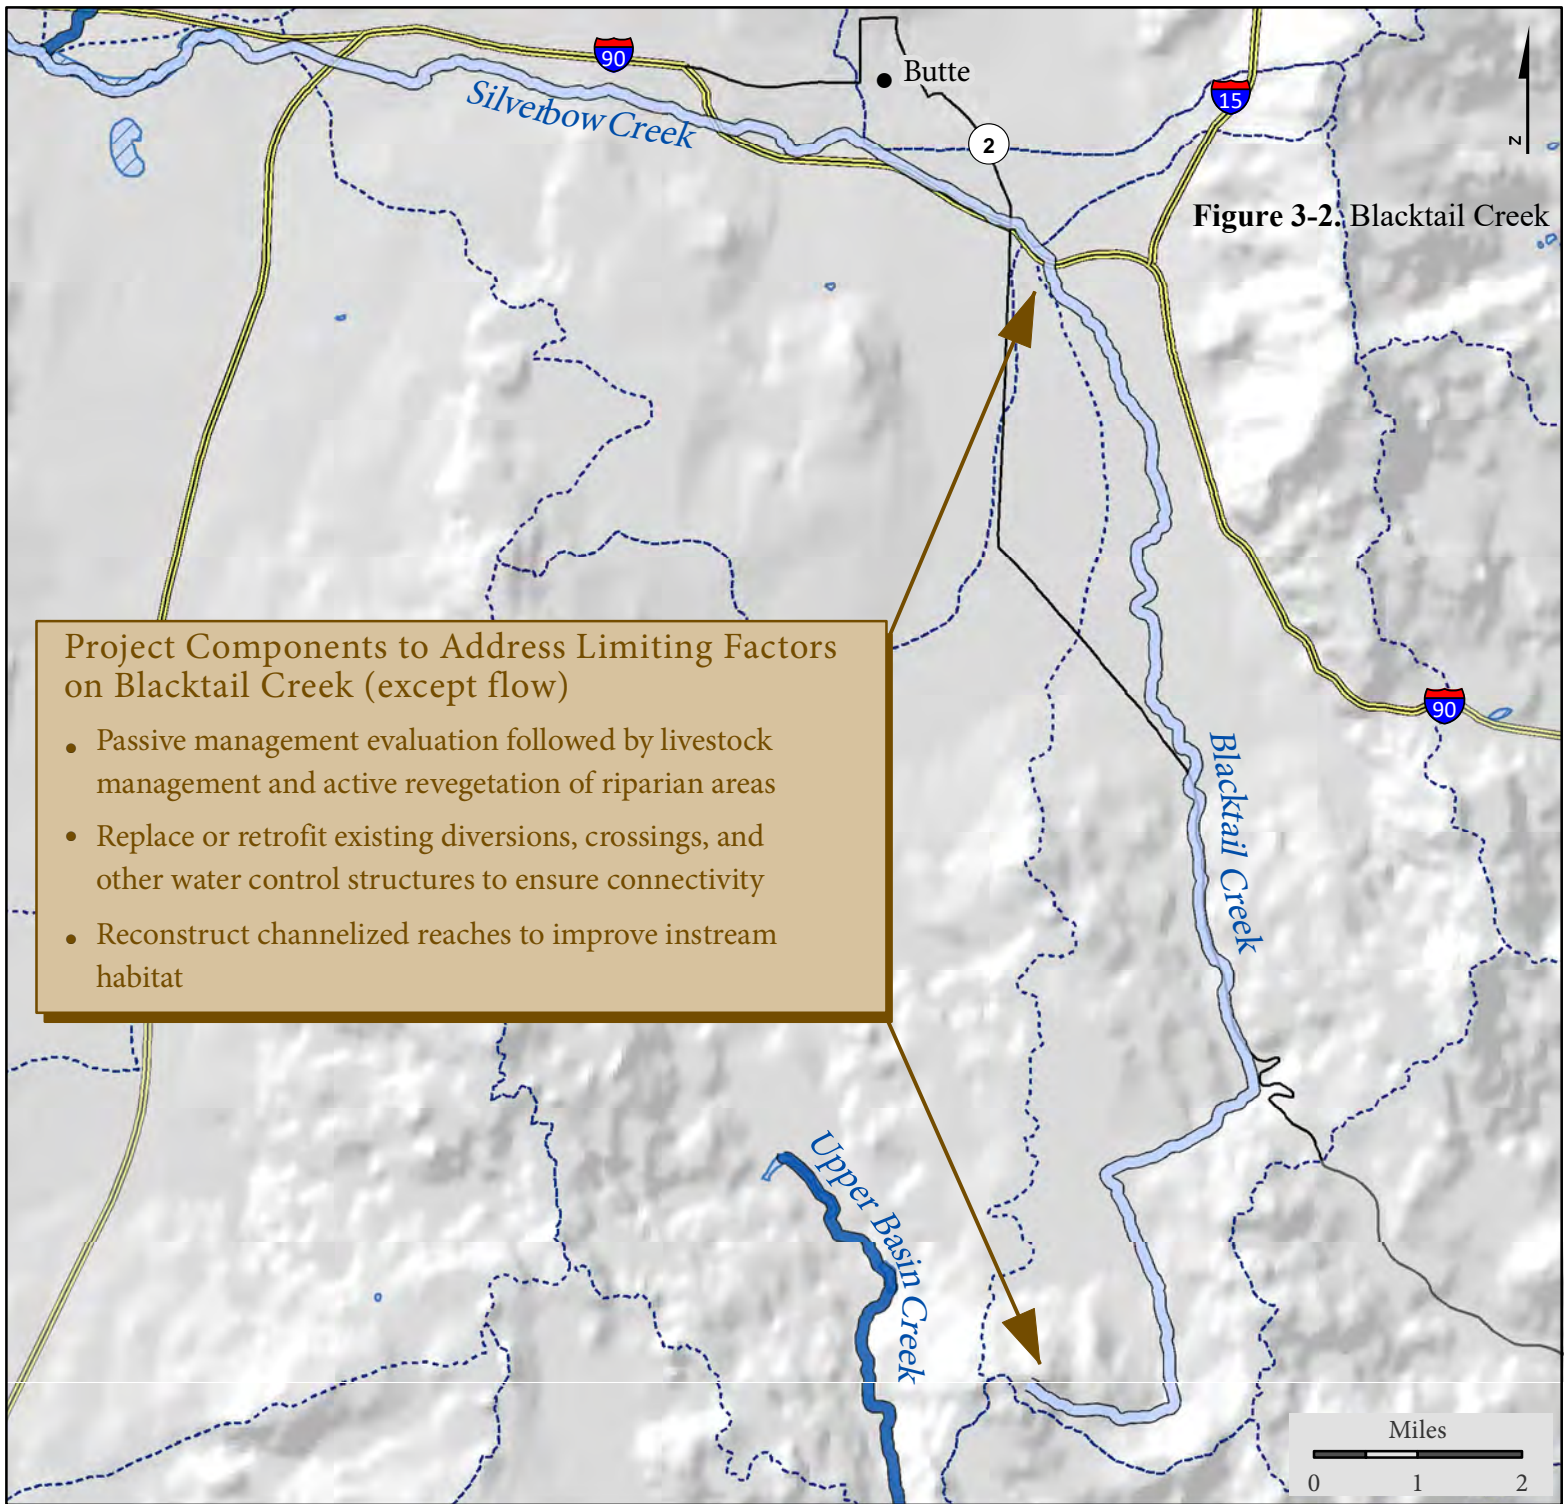 90
Butte
15
Silverbow Creek
2
N
Figure 3-2. Blacktail Creek
Project Components to Address Limiting Factors
on Blacktail Creek (except flow)
• Passive management evaluation followed by livestock
management and active revegetation of riparian areas
• Replace or retrofit existing diversions, crossings, and
other water control structures to ensure connectivity
• Reconstruct channelized reaches to improve instream
habitat
90
Blacktail Creek
Upper Basin Creek
Miles
0 1 2